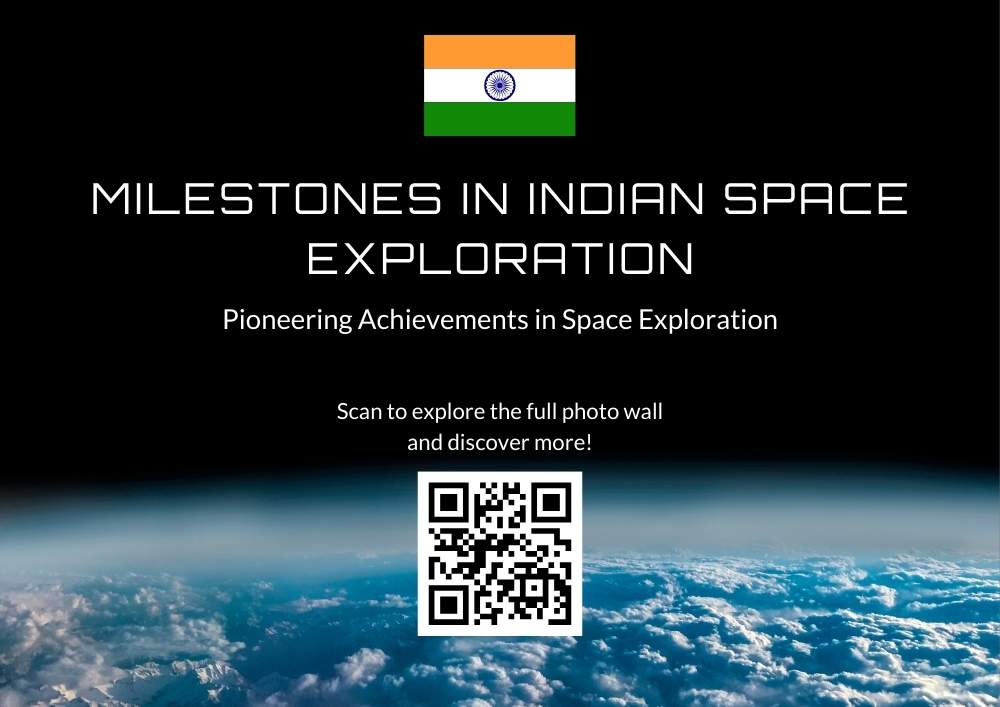 MILESTONES IN INDIAN SPACE
EXPLORATION
Pioneering Achievements in Space Exploration
Scan to explore the full photo wall
and discover more!